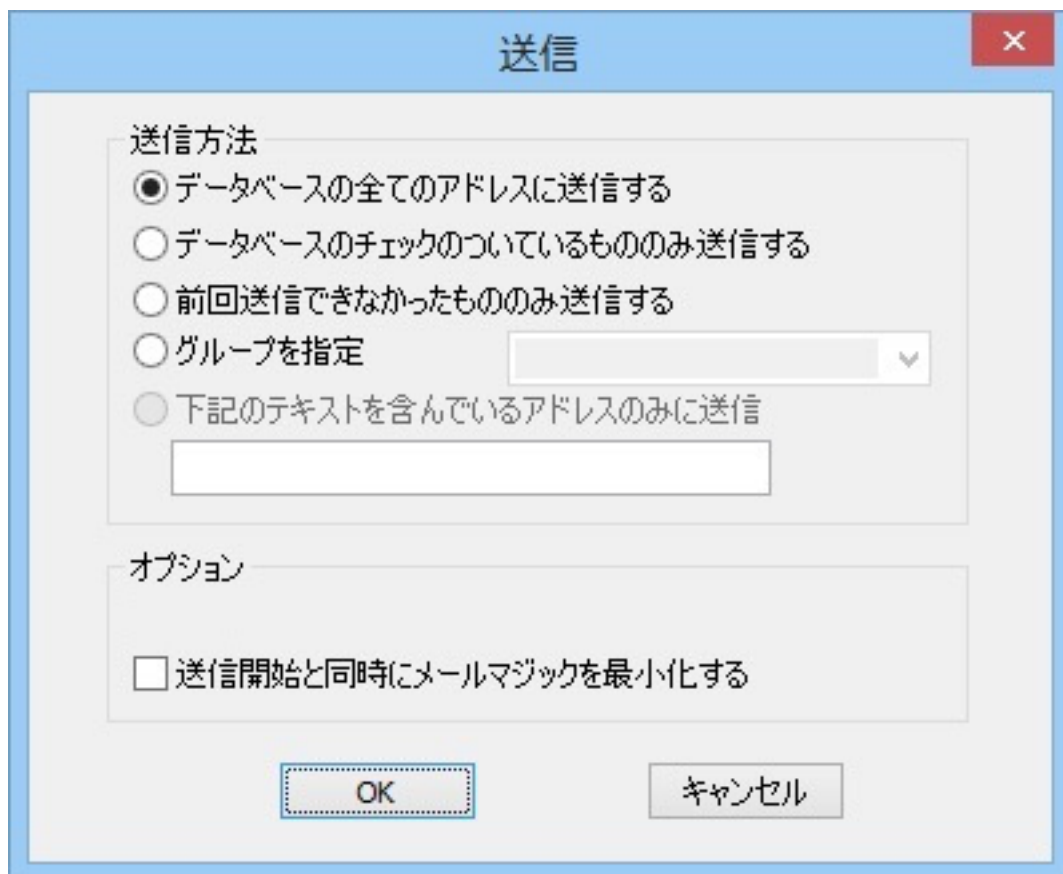 送信
送信方法
データベースの全てのアドレスに送信する
データベースのチェックのついているもののみ送信する
前回送信できなかったもののみ送信する
グループを指定
下記のテキストを含んでいるアドレスのみに送信
オプション
送信開始と同時にメールマジックを最小化する
OK キャンセル